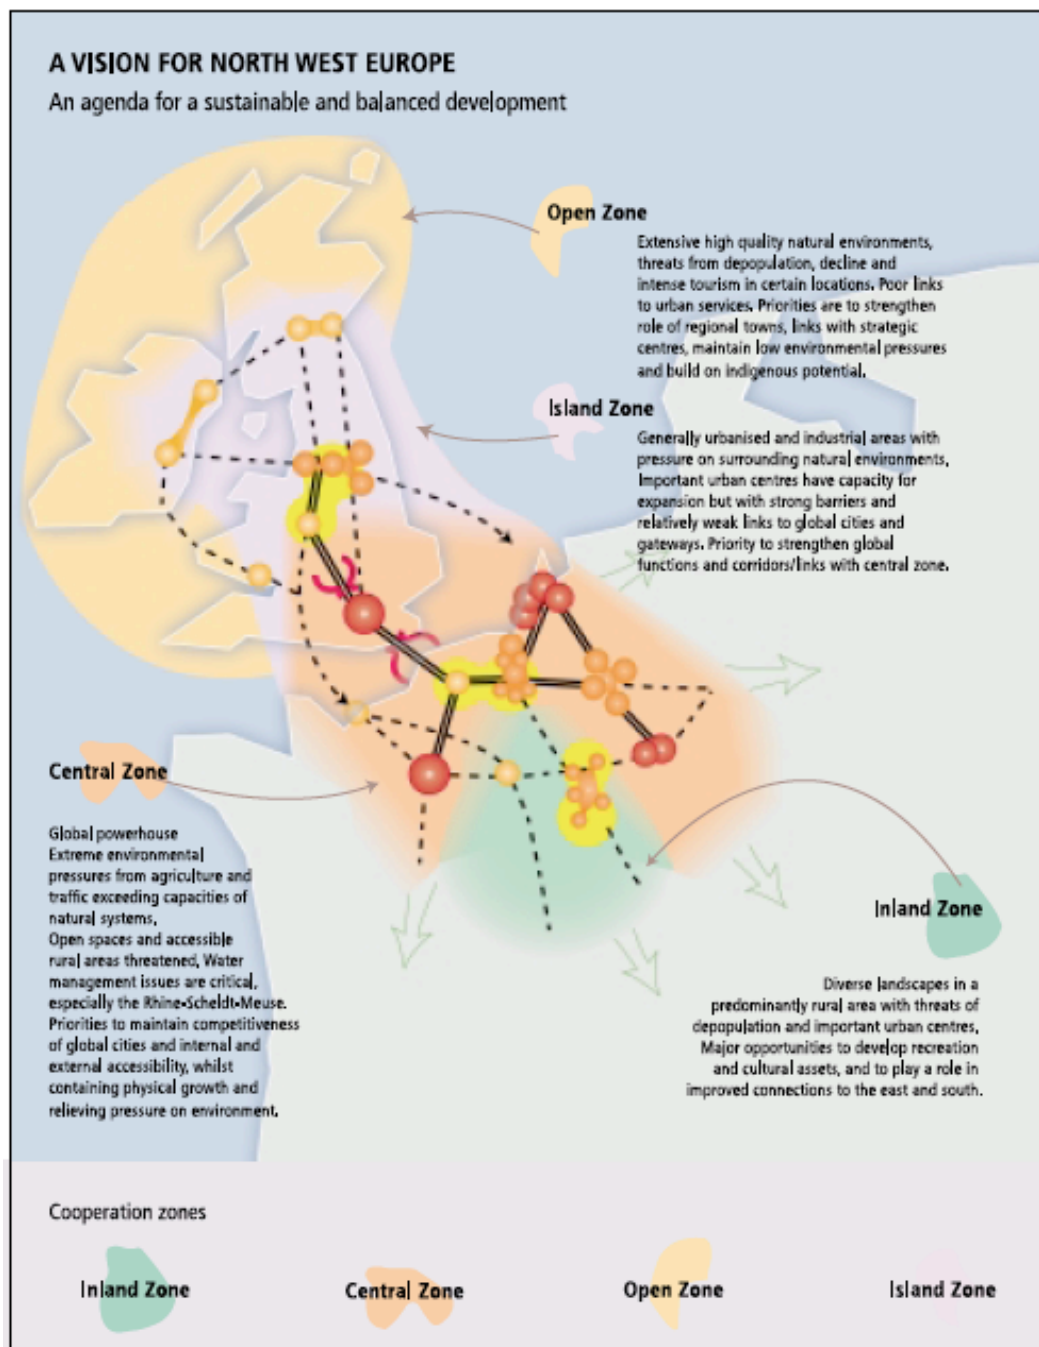 A VISION FOR NORTH WEST EUROPE
An agenda for a sustainable and balanced development
Open Zone
Extensive high quality natural environments,
threats from depopulation, decline and
intense tourism in certain locations. Poor links
to urban services. Priorities are to strengthen
role of regional towns, links with strategic
centres, maintain low environmental pressures
and build on indigenous potential.
Island Zone
Generally urbanised and industrial areas with
pressure on surrounding natural environments,
Important urban centres have capacity for
expansion but with strong barriers and
relatively weak links to global cities and
gateways. Priority to strengthen global
functions and corridors/links with central zone.
Central Zone
Global powerhouse
Extreme environmental
pressures from agriculture and
traffic exceeding capacities of
natural systems,
Open spaces and accessible
rural areas threatened, Water
management issues are critical,
especially the Rhine-Scheldt-Meuse.
Priorities to maintain competitiveness
of global cities and internal and
external accessibility, whilst
containing physical growth and
relieving pressure on environment.
Inland Zone
Diverse landscapes in a
predominantly rural area with threats of
depopulation and important urban centres,
Major opportunities to develop recreation
and cultural assets, and to play a role in
improved connections to the east and south.
Cooperation zones
Inland Zone
Central Zone
Open Zone
Island Zone